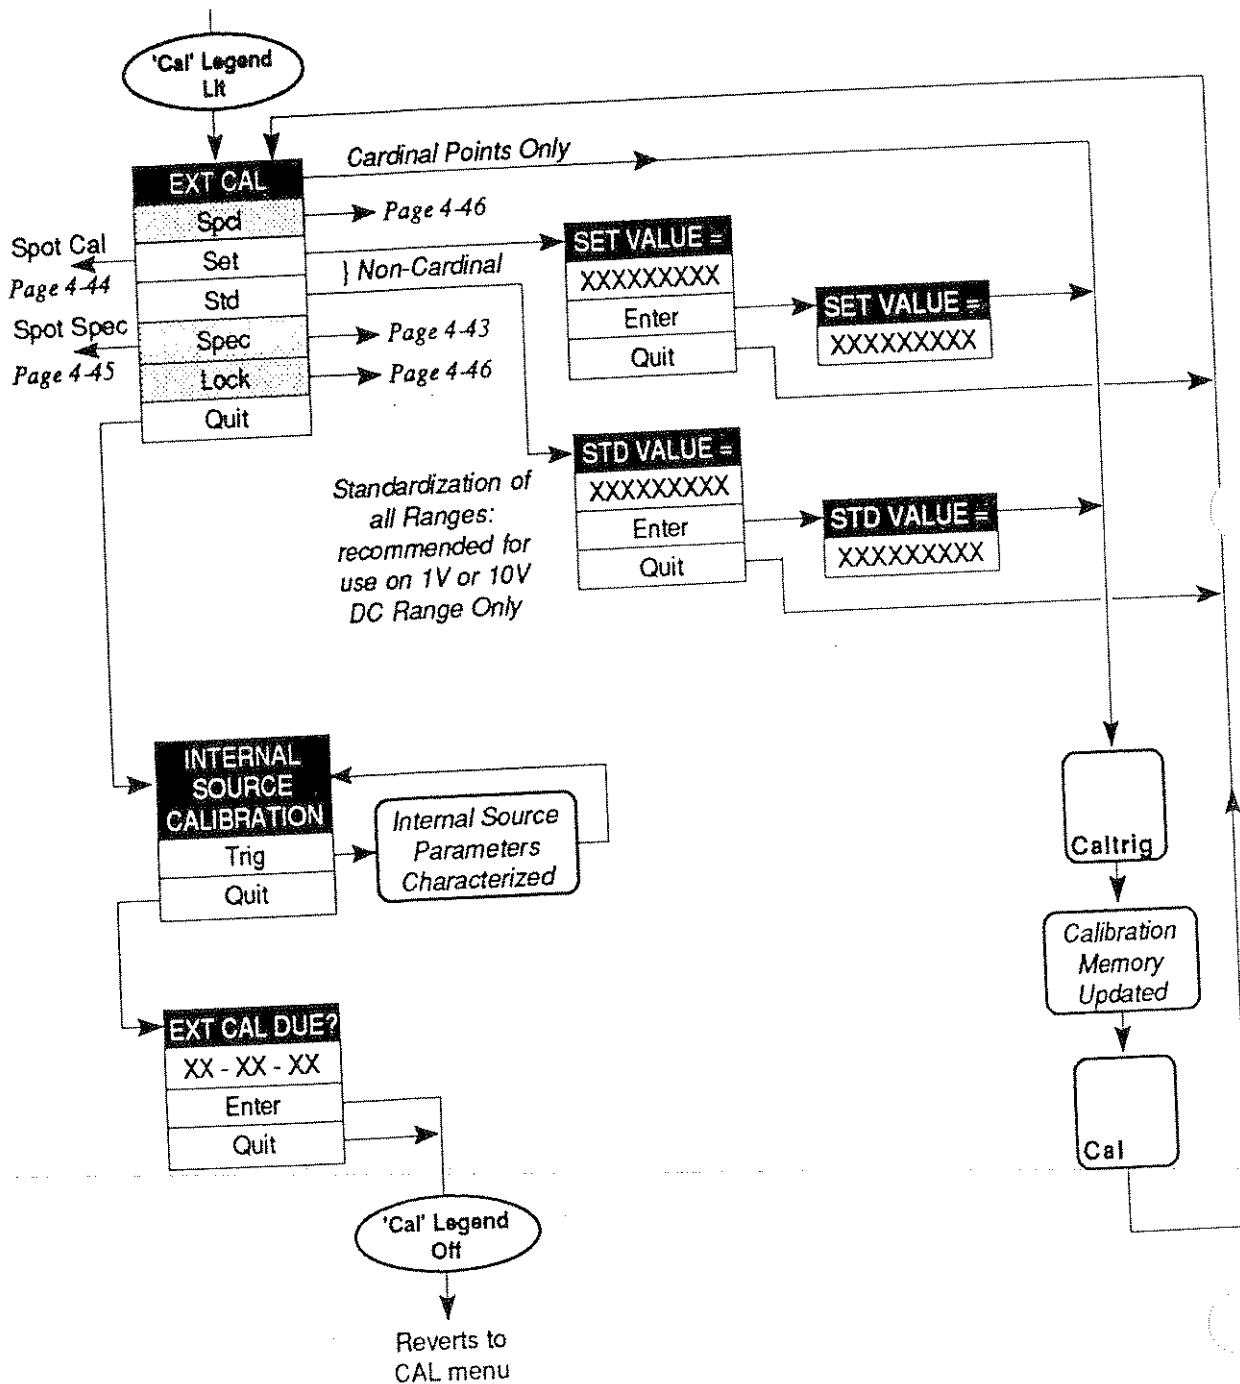 'Cal' Legend
Lit
Cardinal Points Only
EXT CAL
Spcl
Page 4-46
Spot Cal
Page 4-44
Set
} Non-Cardinal
Std
Spot Spec
Page 4-45
Spec
Page 4-43
Lock
Page 4-46
Quit
SET VALUE =
XXXXXXXXX
Enter
Quit
SET VALUE =
XXXXXXXXX
Standardization of
all Ranges:
recommended for
use on 1V or 10V
DC Range Only
STD VALUE =
XXXXXXXXX
Enter
Quit
STD VALUE =
XXXXXXXXX
INTERNAL
SOURCE
CALIBRATION
Trig
Quit
Internal Source
Parameters
Characterized
Caltrig
Calibration
Memory
Updated
Cal
EXT CAL DUE?
XX - XX - XX
Enter
Quit
'Cal' Legend
Off
Reverts to
CAL menu